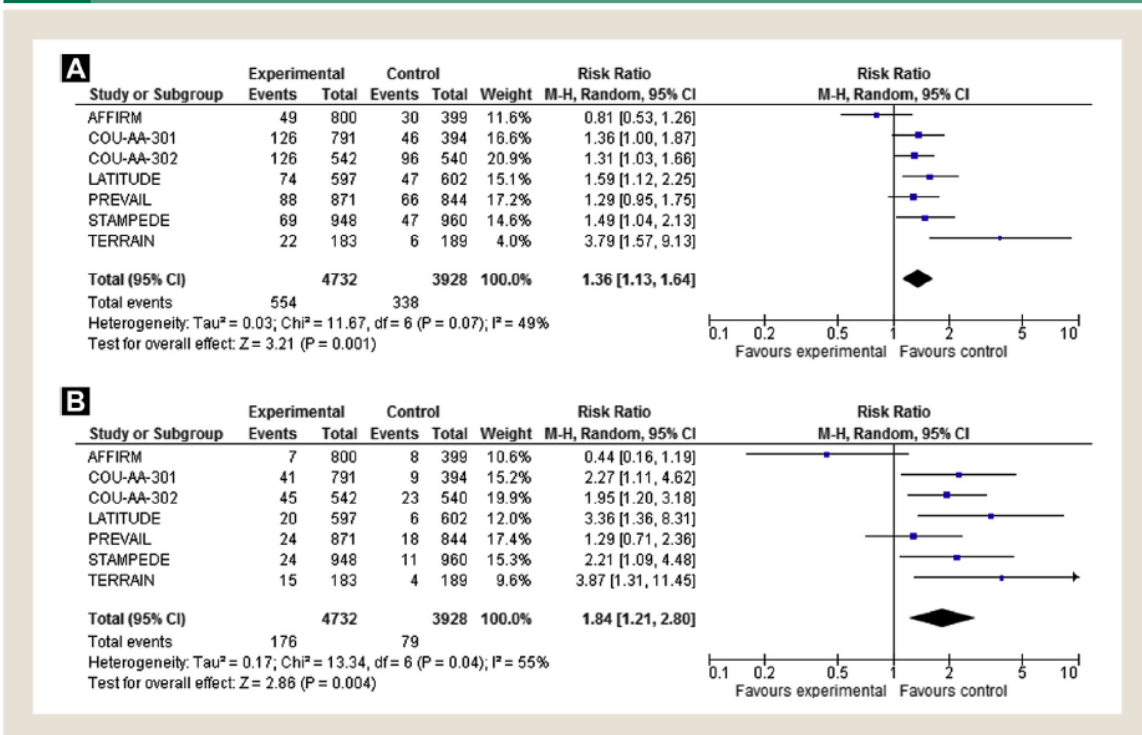 A
Experimental Control Risk Ratio Risk Ratio
Study or Subgroup Events Total Events Total Weight M-H, Random, 95% CI M-H, Random, 95% CI
AFFIRM 49 800 30 399 11.6% 0.81 [0.53, 1.26]
COU-AA-301 126 791 46 394 16.6% 1.36 [1.00, 1.87]
COU-AA-302 126 542 96 540 20.9% 1.31 [1.03, 1.66]
LATITUDE 74 597 47 602 15.1% 1.59 [1.12, 2.25]
PREVAIL 88 871 66 844 17.2% 1.29 [0.95, 1.75]
STAMPEDE 69 948 47 960 14.6% 1.49 [1.04, 2.13]
TERRAIN 22 183 6 189 4.0% 3.79 [1.57, 9.13]
Total (95% CI) 4732 3928 100.0% 1.36 [1.13, 1.64]
Total events 554 338
Heterogeneity: Tau² = 0.03; Chi² = 11.67, df = 6 (P = 0.07); I² = 49%
Test for overall effect: Z = 3.21 (P = 0.001)
0.1 0.2 0.5 1 2 5 10
Favours experimental Favours control
B
Experimental Control Risk Ratio Risk Ratio
Study or Subgroup Events Total Events Total Weight M-H, Random, 95% CI M-H, Random, 95% CI
AFFIRM 7 800 8 399 10.6% 0.44 [0.16, 1.19]
COU-AA-301 41 791 9 394 15.2% 2.27 [1.11, 4.62]
COU-AA-302 45 542 23 540 19.9% 1.95 [1.20, 3.18]
LATITUDE 20 597 6 602 12.0% 3.36 [1.36, 8.31]
PREVAIL 24 871 18 844 17.4% 1.29 [0.71, 2.36]
STAMPEDE 24 948 11 960 15.3% 2.21 [1.09, 4.48]
TERRAIN 15 183 4 189 9.6% 3.87 [1.31, 11.45]
Total (95% CI) 4732 3928 100.0% 1.84 [1.21, 2.80]
Total events 176 79
Heterogeneity: Tau² = 0.17; Chi² = 13.34, df = 6 (P = 0.04); I² = 55%
Test for overall effect: Z = 2.86 (P = 0.004)
0.1 0.2 0.5 1 2 5 10
Favours experimental Favours control